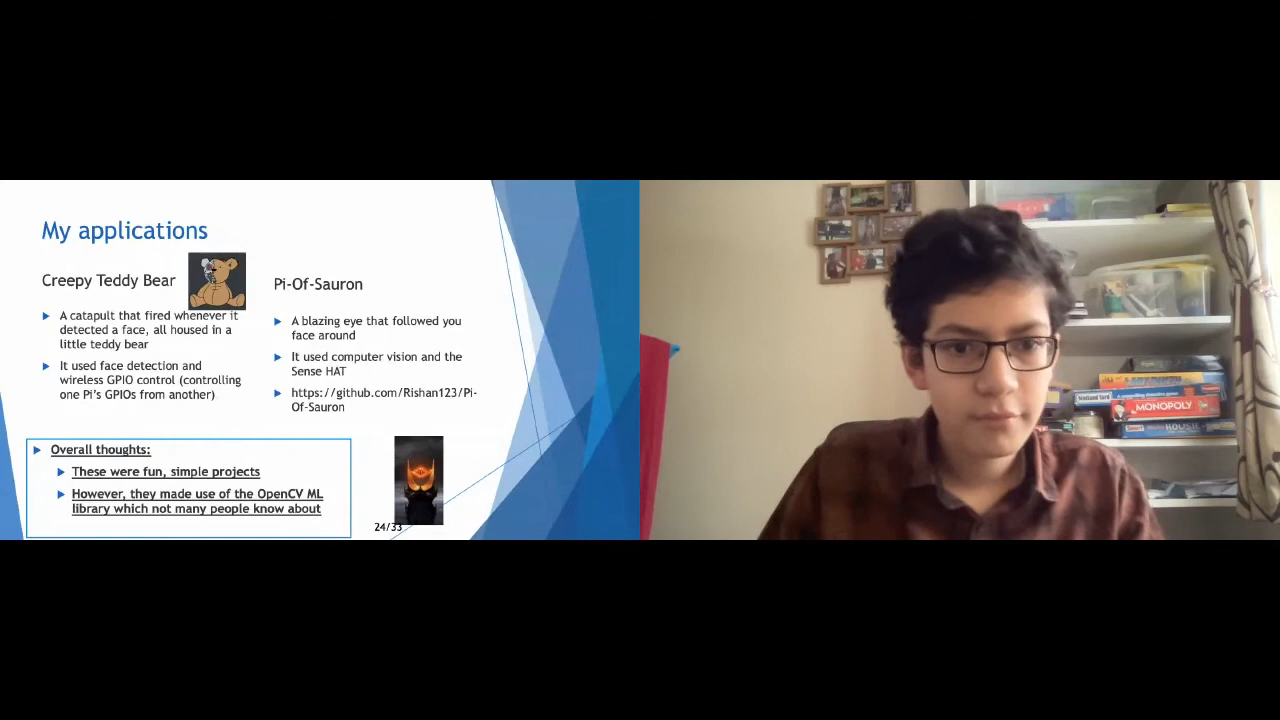 My applications
Creepy Teddy Bear
A catapult that fired whenever it
detected a face, all housed in a
little teddy bear
It used face detection and
wireless GPIO control (controlling
one Pi's GPIOs from another)
Pi-Of-Sauron
A blazing eye that followed you
face around
It used computer vision and the
Sense HAT
https://github.com/Rishan123/Pi-
Of-Sauron
Overall thoughts:
These were fun, simple projects
However, they made use of the OpenCV ML
library which not many people know about
24/33
Scotland Yard
MONOPOLY